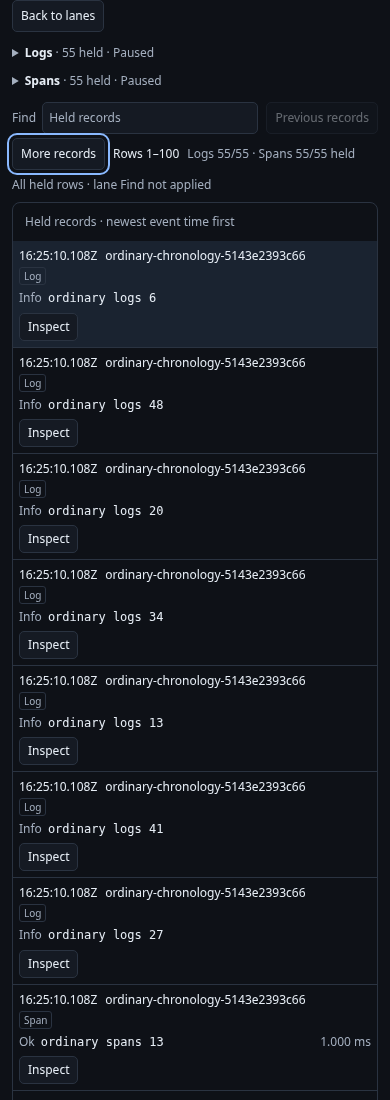 Back to lanes
▶ Logs · 55 held · Paused
▶ Spans · 55 held · Paused
Find Held records Previous records
More records Rows 1–100 Logs 55/55 · Spans 55/55 held
All held rows · lane Find not applied
Held records · newest event time first
16:25:10.108Z ordinary-chronology-5143e2393c66
Log
Info ordinary logs 6
Inspect
16:25:10.108Z ordinary-chronology-5143e2393c66
Log
Info ordinary logs 48
Inspect
16:25:10.108Z ordinary-chronology-5143e2393c66
Log
Info ordinary logs 20
Inspect
16:25:10.108Z ordinary-chronology-5143e2393c66
Log
Info ordinary logs 34
Inspect
16:25:10.108Z ordinary-chronology-5143e2393c66
Log
Info ordinary logs 13
Inspect
16:25:10.108Z ordinary-chronology-5143e2393c66
Log
Info ordinary logs 41
Inspect
16:25:10.108Z ordinary-chronology-5143e2393c66
Log
Info ordinary logs 27
Inspect
16:25:10.108Z ordinary-chronology-5143e2393c66
Span
Ok ordinary spans 13 1.000 ms
Inspect